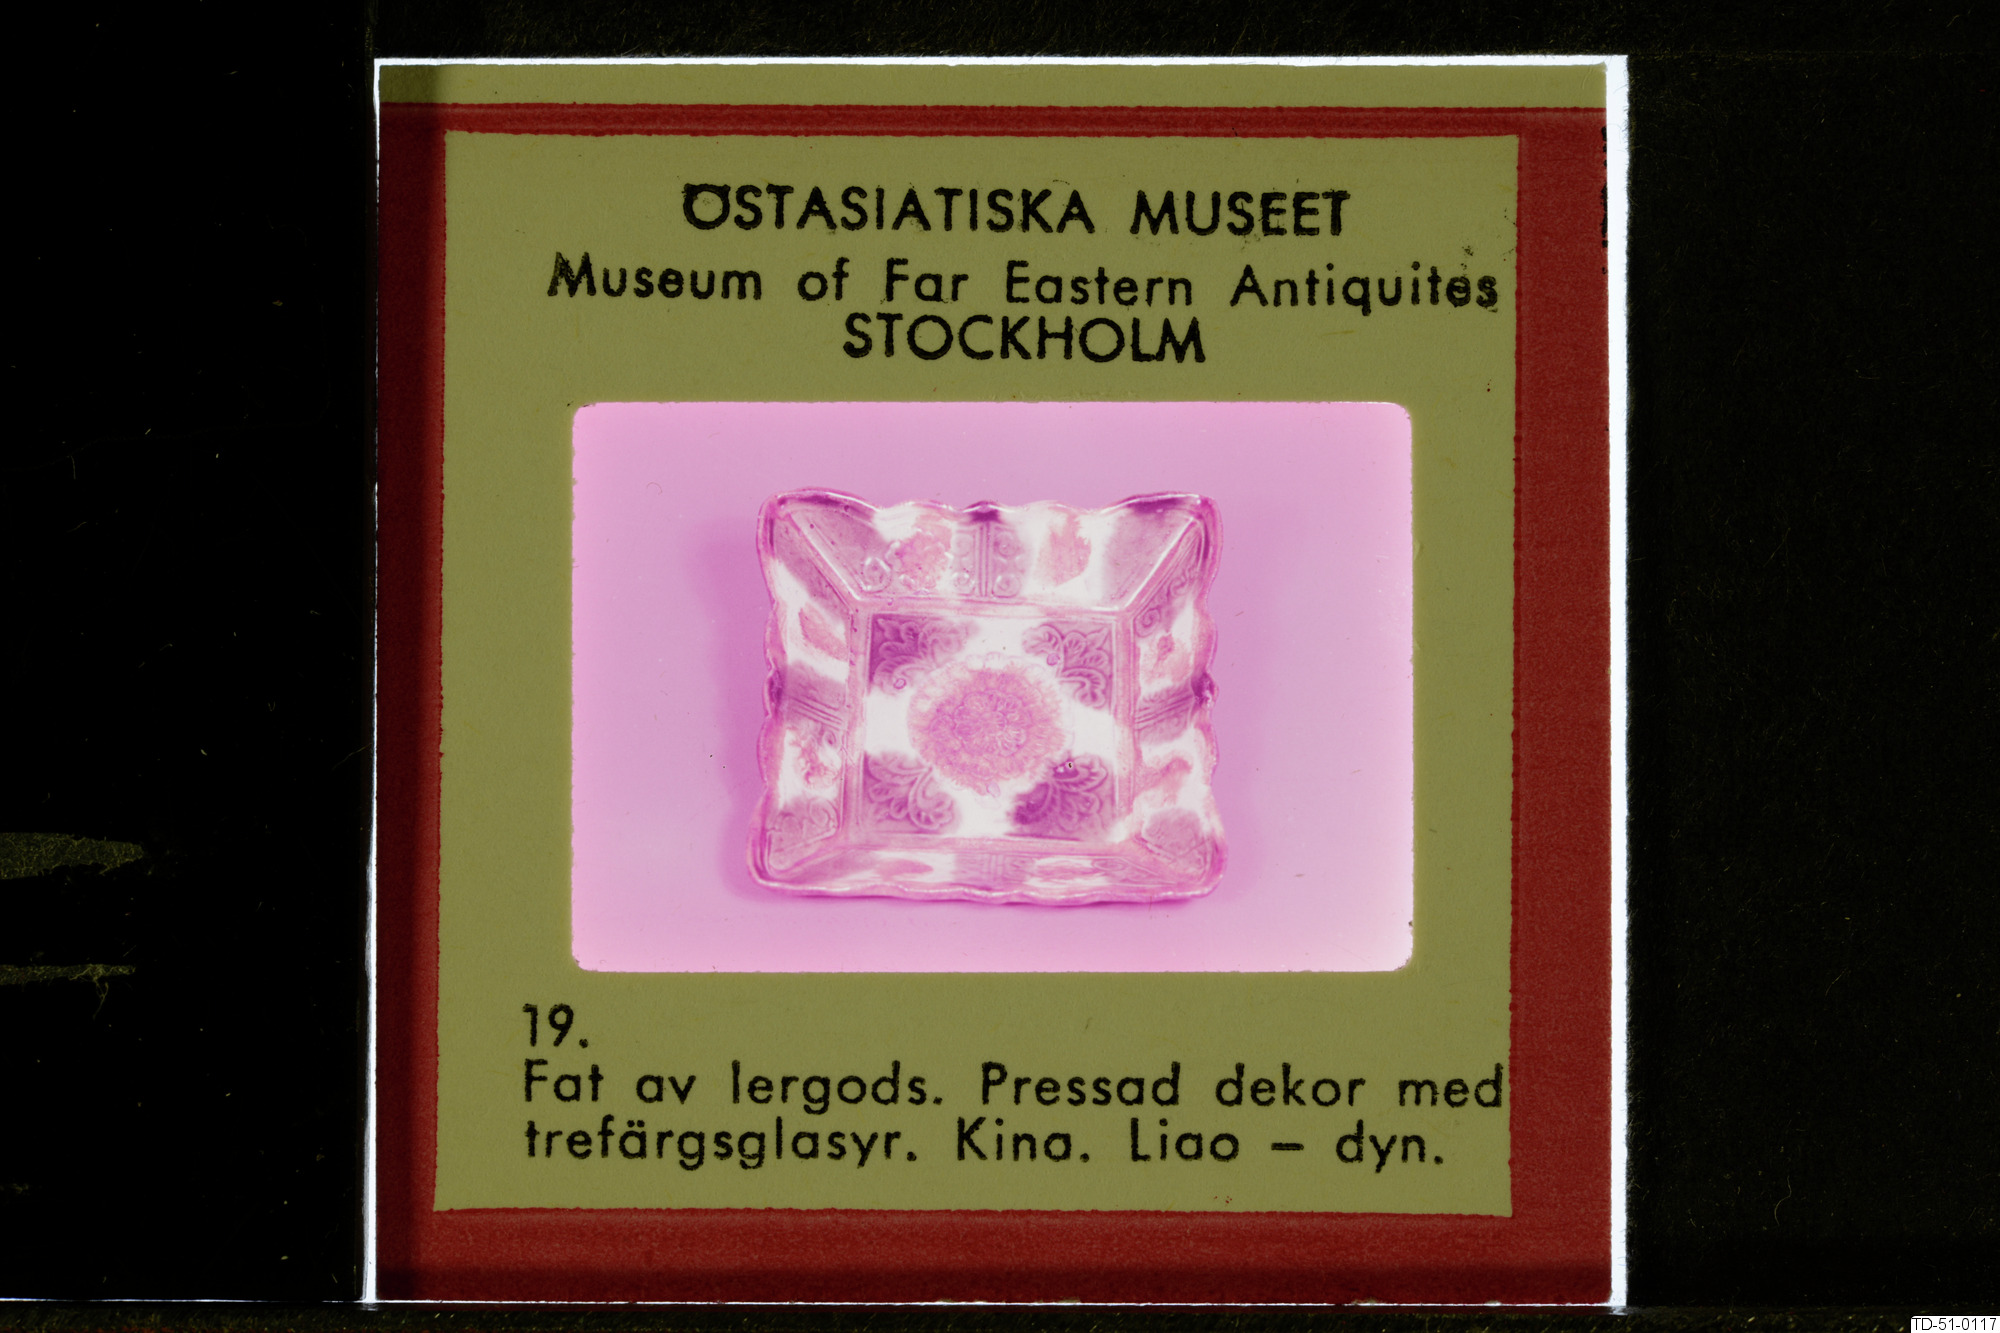 ÖSTASIATISKA MUSEET
Museum of Far Eastern Antiquites
STOCKHOLM
19.
Fat av lergods. Pressad dekor med
trefärgsglasyr. Kina. Liao – dyn.
TD-51-0117